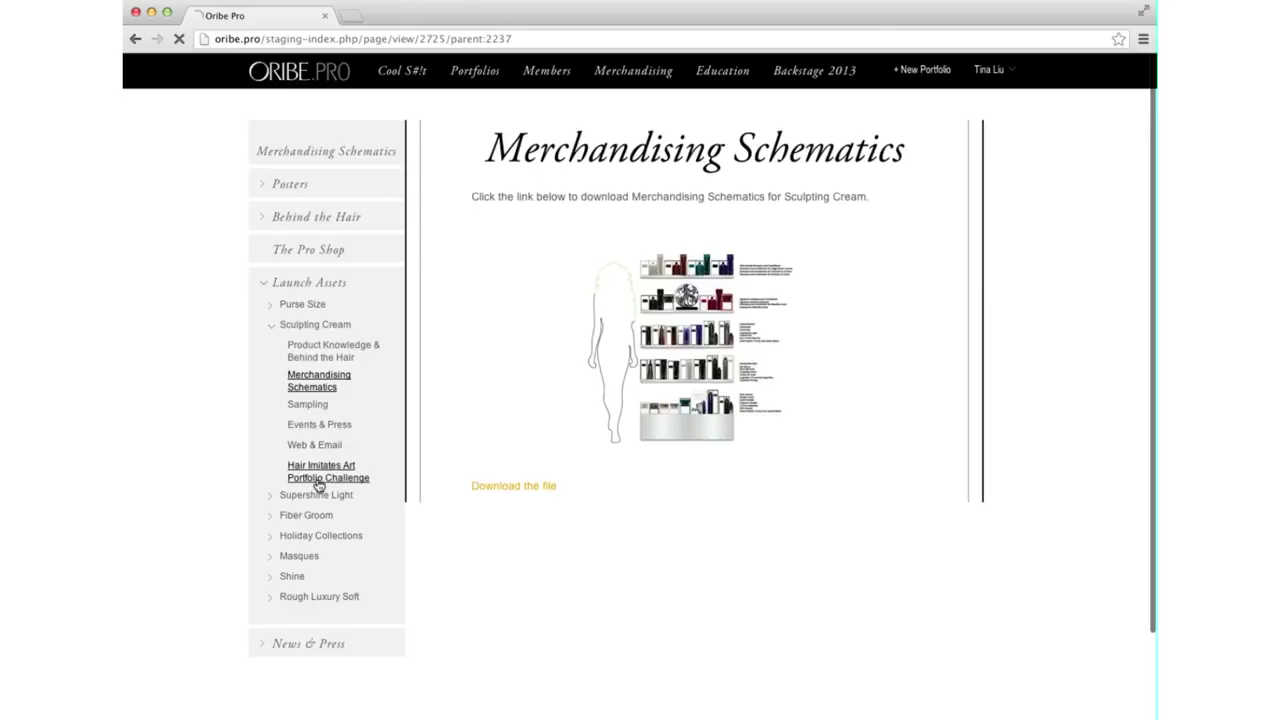 Oribe Pro
oribe.pro/staging-index.php/page/view/2725/parent:2237
ORIBE.PRO
Cool S#!t
Portfolios
Members
Merchandising
Education
Backstage 2013
+ New Portfolio
Tina Liu
Merchandising Schematics
Posters
Behind the Hair
The Pro Shop
Launch Assets
Purse Size
Sculpting Cream
Product Knowledge &
Behind the Hair
Merchandising
Schematics
Sampling
Events & Press
Web & Email
Hair Imitates Art
Portfolio Challenge
Supershine Light
Fiber Groom
Holiday Collections
Masques
Shine
Rough Luxury Soft
News & Press
Merchandising Schematics
Click the link below to download Merchandising Schematics for Sculpting Cream.
Download the file